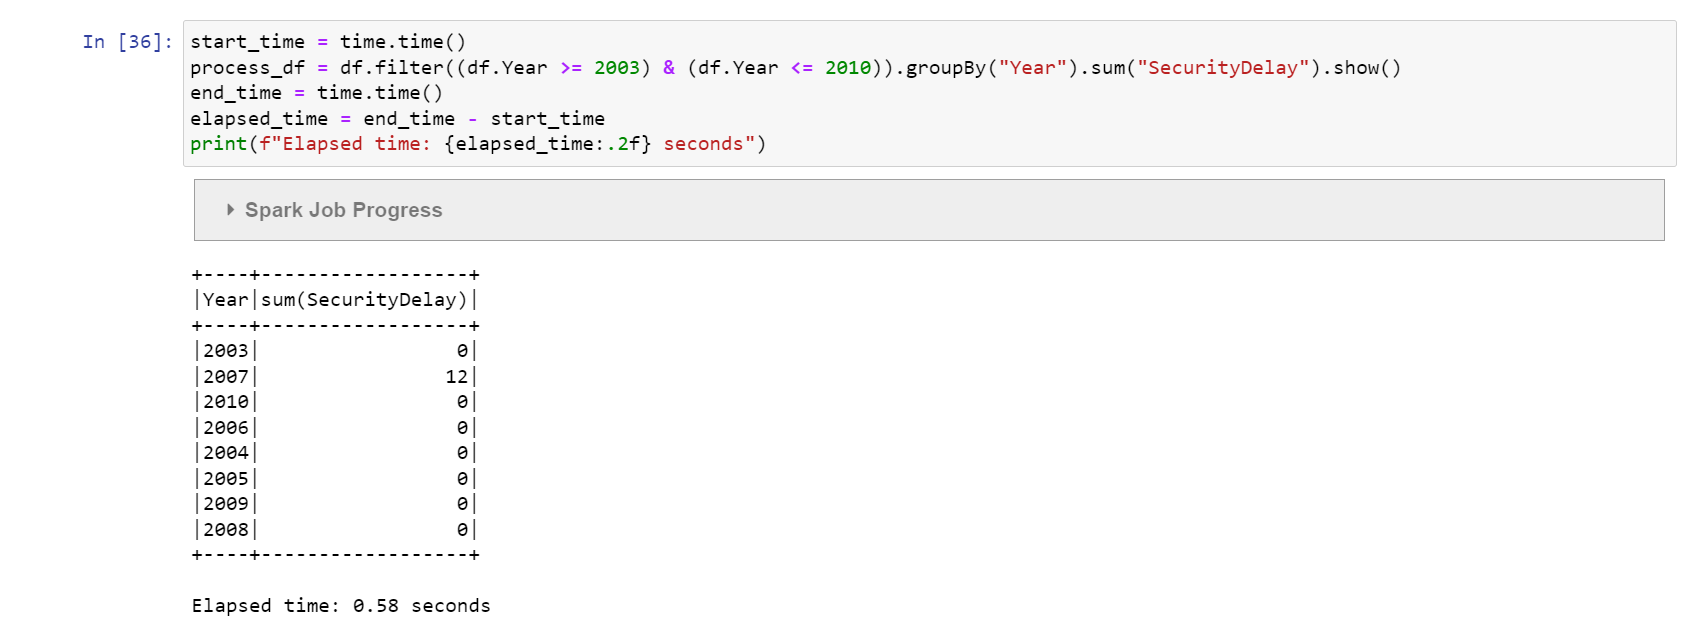 In [36]:
start_time = time.time()
process_df = df.filter((df.Year >= 2003) & (df.Year <= 2010)).groupBy("Year").sum("SecurityDelay").show()
end_time = time.time()
elapsed_time = end_time - start_time
print(f"Elapsed time: {elapsed_time:.2f} seconds")
Spark Job Progress
+----+------------------+
|Year|sum(SecurityDelay)|
+----+------------------+
|2003|                 0|
|2007|                12|
|2010|                 0|
|2006|                 0|
|2004|                 0|
|2005|                 0|
|2009|                 0|
|2008|                 0|
+----+------------------+
Elapsed time: 0.58 seconds